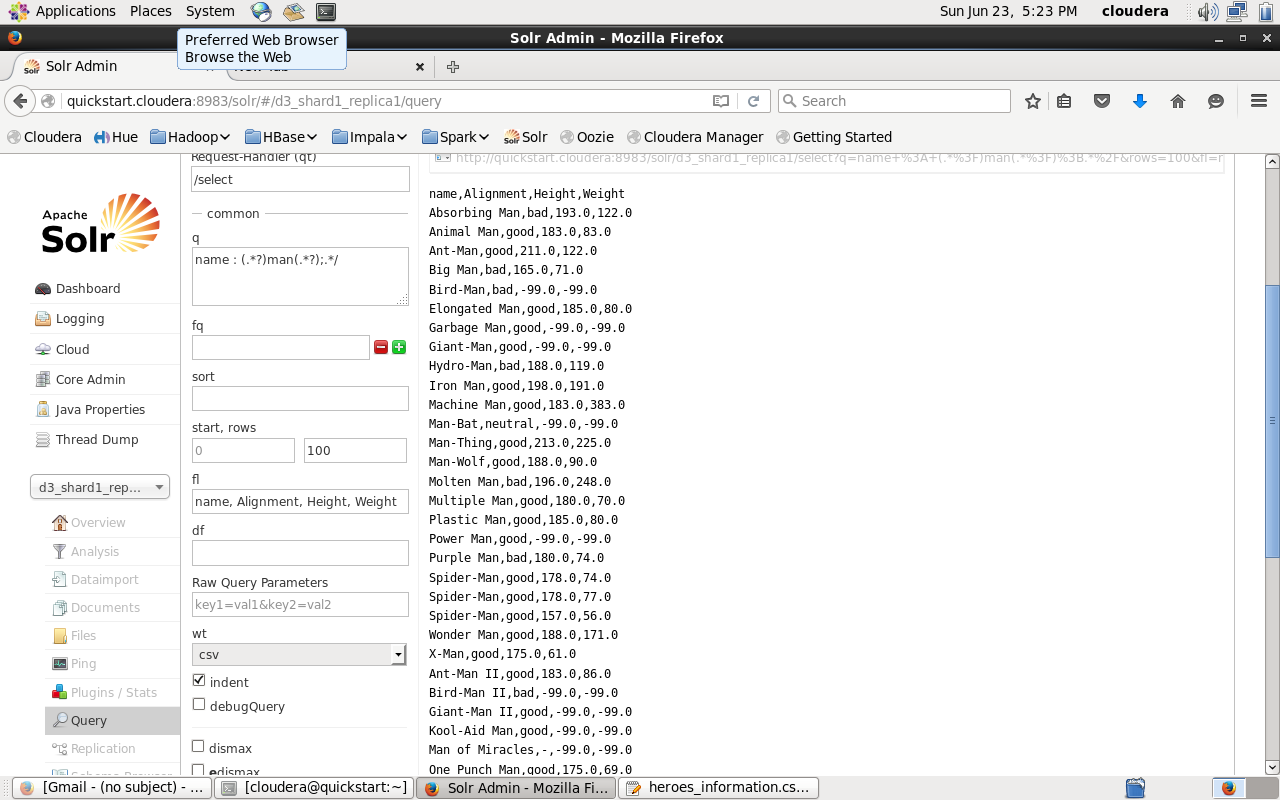 Applications Places System Sun Jun 23, 5:23 PM cloudera
Preferred Web Browser
Browse the Web
Solr Admin - Mozilla Firefox
Solr Admin
quickstart.cloudera:8983/solr/#/d3_shard1_replica1/query Search
Cloudera Hue Hadoop HBase Impala Spark Solr Oozie Cloudera Manager Getting Started
Apache
Solr
Dashboard
Logging
Cloud
Core Admin
Java Properties
Thread Dump
d3_shard1_rep...
Overview
Analysis
Dataimport
Documents
Files
Ping
Plugins / Stats
Query
Replication
Request-Handler (qt)
/select
common
q
name : (.*?)man(.*?);.*/
fq
sort
start, rows
0 100
fl
name, Alignment, Height, Weight
df
Raw Query Parameters
key1=val1&key2=val2
wt
csv
indent
debugQuery
dismax
edismax
http://quickstart.cloudera:8983/solr/d3_shard1_replica1/select?q=name+%3A+(.*%3F)man(.*%3F)%3B.*%2F&rows=100&fl=r
name,Alignment,Height,Weight
Absorbing Man,bad,193.0,122.0
Animal Man,good,183.0,83.0
Ant-Man,good,211.0,122.0
Big Man,bad,165.0,71.0
Bird-Man,bad,-99.0,-99.0
Elongated Man,good,185.0,80.0
Garbage Man,good,-99.0,-99.0
Giant-Man,good,-99.0,-99.0
Hydro-Man,bad,188.0,119.0
Iron Man,good,198.0,191.0
Machine Man,good,183.0,383.0
Man-Bat,neutral,-99.0,-99.0
Man-Thing,good,213.0,225.0
Man-Wolf,good,188.0,90.0
Molten Man,bad,196.0,248.0
Multiple Man,good,180.0,70.0
Plastic Man,good,185.0,80.0
Power Man,good,-99.0,-99.0
Purple Man,bad,180.0,74.0
Spider-Man,good,178.0,74.0
Spider-Man,good,178.0,77.0
Spider-Man,good,157.0,56.0
Wonder Man,good,188.0,171.0
X-Man,good,175.0,61.0
Ant-Man II,good,183.0,86.0
Bird-Man II,bad,-99.0,-99.0
Giant-Man II,good,-99.0,-99.0
Kool-Aid Man,good,-99.0,-99.0
Man of Miracles,-,-99.0,-99.0
One Punch Man,good,175.0,69.0
[Gmail - (no subject) - ... [cloudera@quickstart:~] Solr Admin - Mozilla Fi... heroes_information.cs...